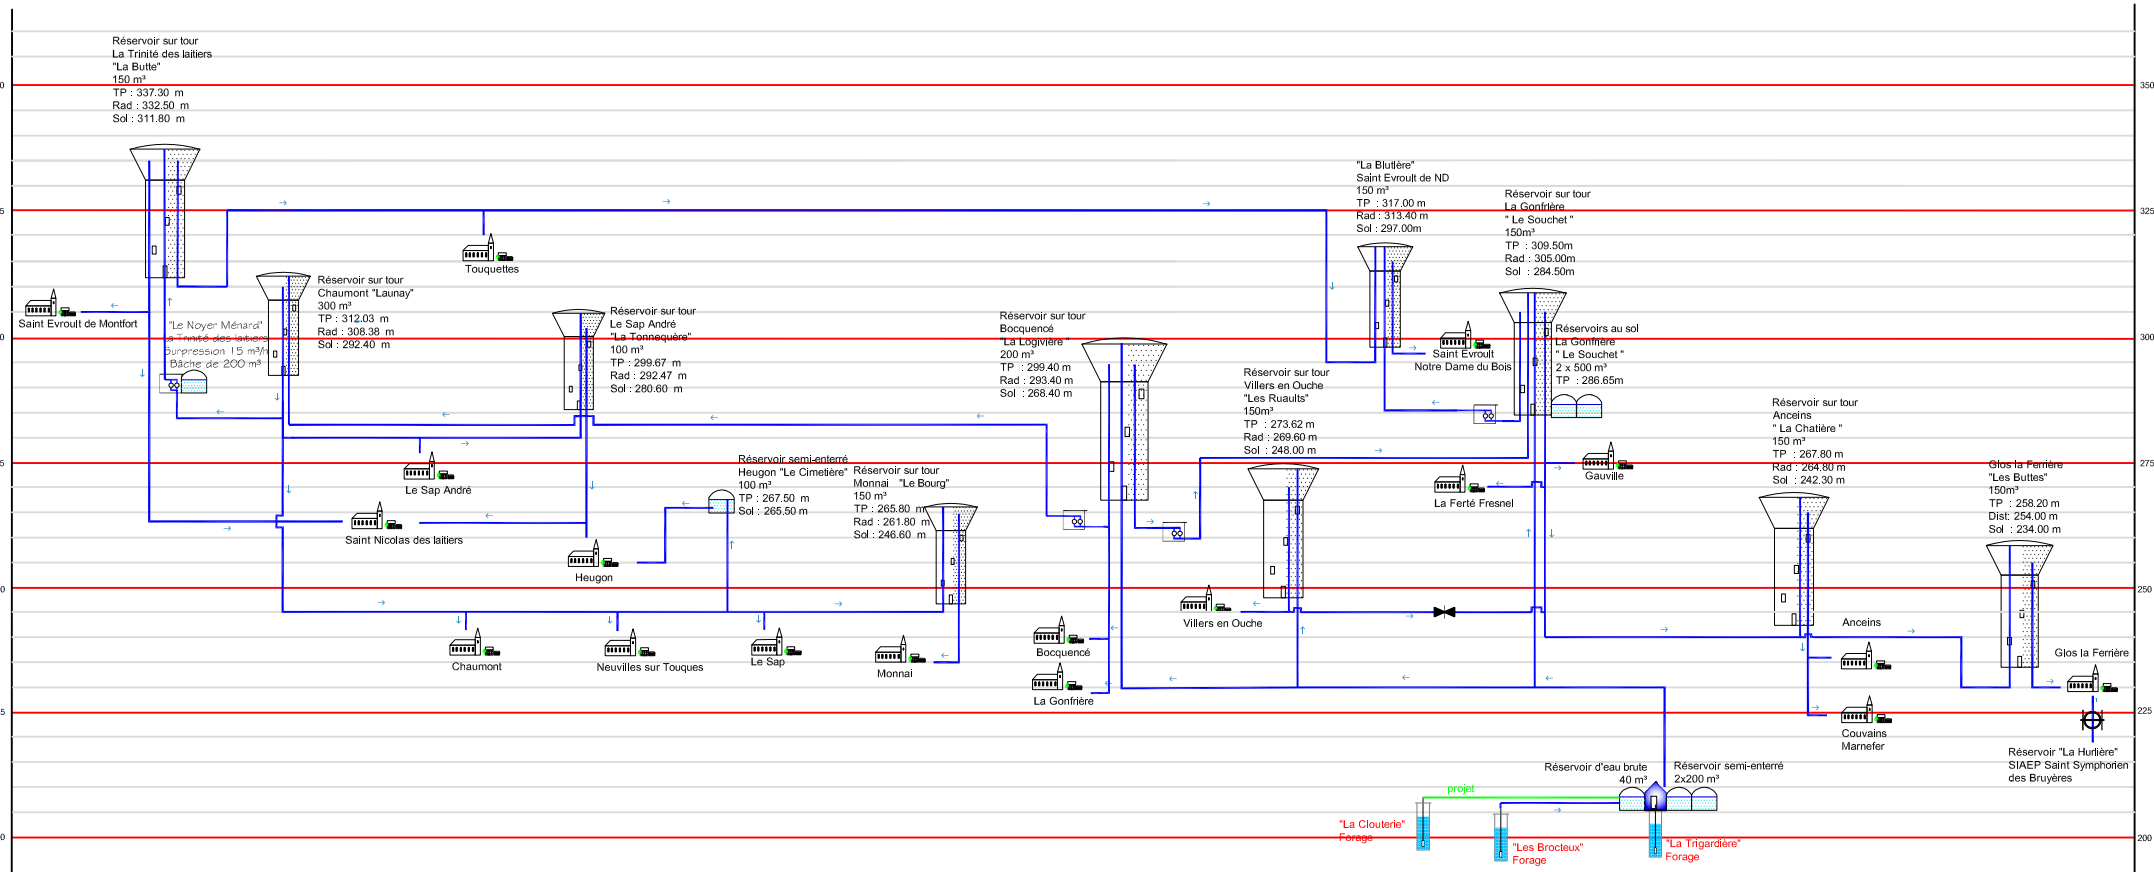 Réservoir sur tour
La Trinité des laitiers
"La Butte"
150 m³
TP : 337.30 m
Rad : 332.50 m
Sol : 311.80 m
350
325
300
275
250
225
200
0
5
0
5
0
5
0
"La Blutière"
Saint Evroult de ND
150 m³
TP : 317.00 m
Rad : 313.40 m
Sol : 297.00m
Réservoir sur tour
La Gonfrière
" Le Souchet "
150m³
TP : 309.50m
Rad : 305.00m
Sol : 284.50m
Touquettes
Saint Evroult de Montfort
"Le Noyer Ménard"
La Trinité des laitiers
Surpression 15 m³/h
Bâche de 200 m³
Réservoir sur tour
Chaumont "Launay"
300 m³
TP : 312.03 m
Rad : 308.38 m
Sol : 292.40 m
Réservoir sur tour
Le Sap André
"La Tonnequère"
100 m³
TP : 299.67 m
Rad : 292.47 m
Sol : 280.60 m
Réservoir sur tour
Bocquencé
"La Logivière"
200 m³
TP : 299.40 m
Rad : 293.40 m
Sol : 268.40 m
Saint Evroult
Notre Dame du Bois
Réservoirs au sol
La Gonfrière
" Le Souchet "
2 x 500 m³
TP : 286.65m
Réservoir sur tour
Villers en Ouche
"Les Ruaults"
150m³
TP : 273.62 m
Rad : 269.60 m
Sol : 248.00 m
Réservoir sur tour
Anceins
" La Chatière "
150 m³
TP : 267.80 m
Rad : 264.80 m
Sol : 242.30 m
Le Sap André
Réservoir semi-enterré
Heugon "Le Cimetière"
100 m³
TP : 267.50 m
Sol : 265.50 m
Réservoir sur tour
Monnai "Le Bourg"
150 m³
TP : 265.80 m
Rad : 261.80 m
Sol : 246.60 m
La Ferté Fresnel
Gauville
Glos la Ferrière
"Les Buttes"
150m³
TP : 258.20 m
Dist: 254.00 m
Sol : 234.00 m
Saint Nicolas des laitiers
Heugon
Villers en Ouche
Chaumont
Neuvilles sur Touques
Le Sap
Monnai
Bocquencé
La Gonfrière
Anceins
Glos la Ferrière
Couvains
Marnefer
Réservoir "La Hurlière"
SIAEP Saint Symphorien
des Bruyères
Réservoir d'eau brute
40 m³
Réservoir semi-enterré
2x200 m³
projet
"La Clouterie"
Forage
"Les Brocteux"
Forage
"La Trigardière"
Forage